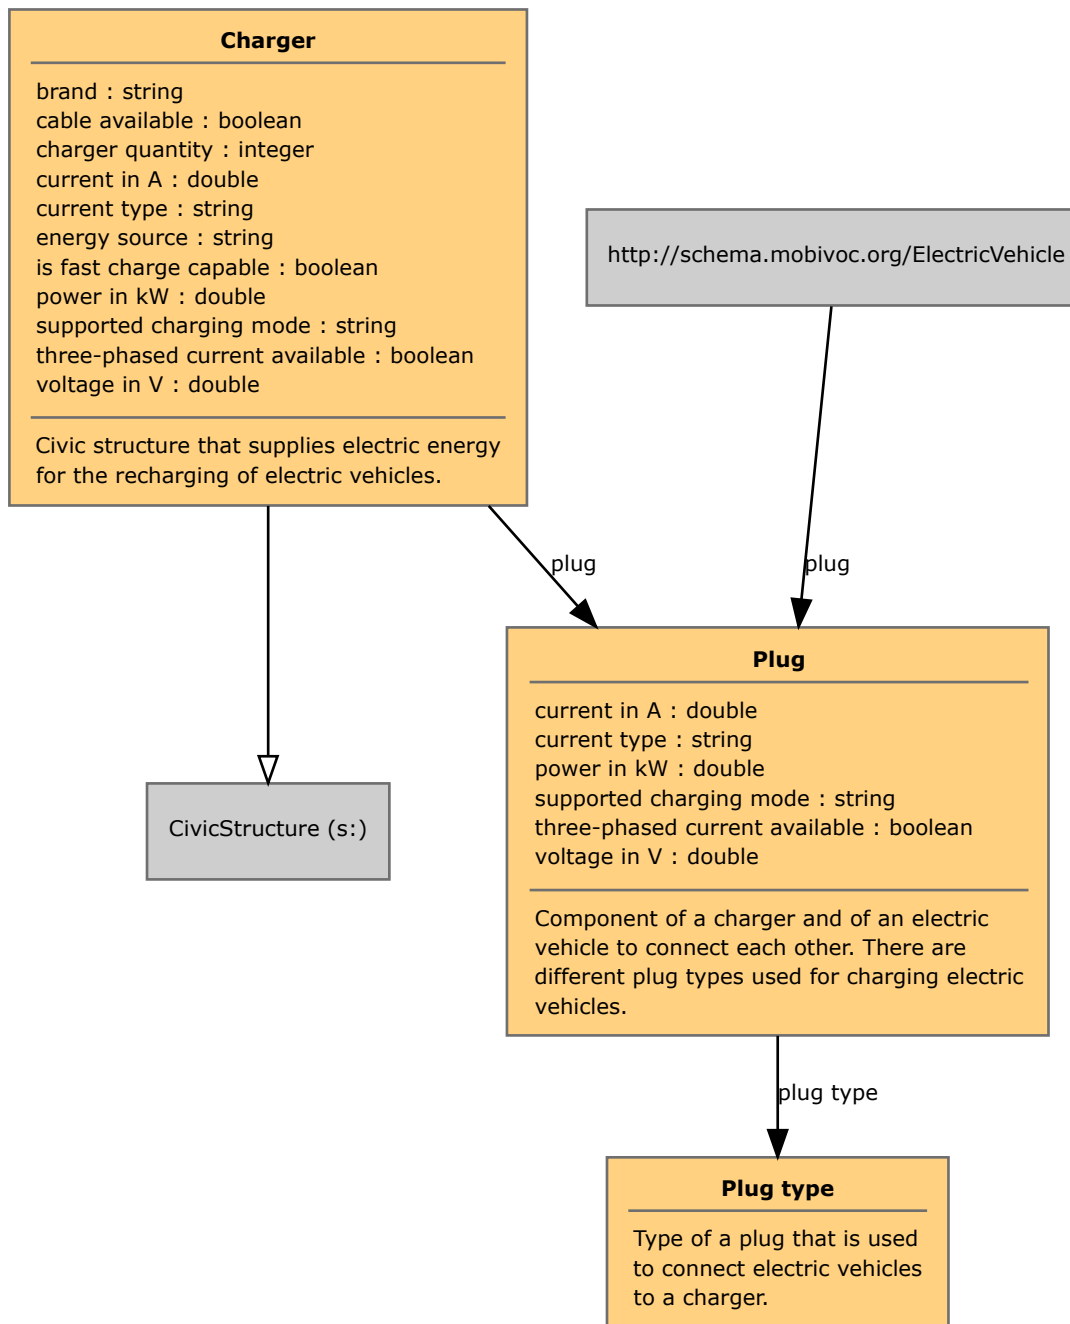 Charger
brand : string
cable available : boolean
charger quantity : integer
current in A : double
current type : string
energy source : string
is fast charge capable : boolean
power in kW : double
supported charging mode : string
three-phased current available : boolean
voltage in V : double
Civic structure that supplies electric energy
for the recharging of electric vehicles.
http://schema.mobivoc.org/ElectricVehicle
plug
plug
Plug
current in A : double
current type : string
power in kW : double
supported charging mode : string
three-phased current available : boolean
voltage in V : double
Component of a charger and of an electric
vehicle to connect each other. There are
different plug types used for charging electric
vehicles.
CivicStructure (s:)
plug type
Plug type
Type of a plug that is used
to connect electric vehicles
to a charger.